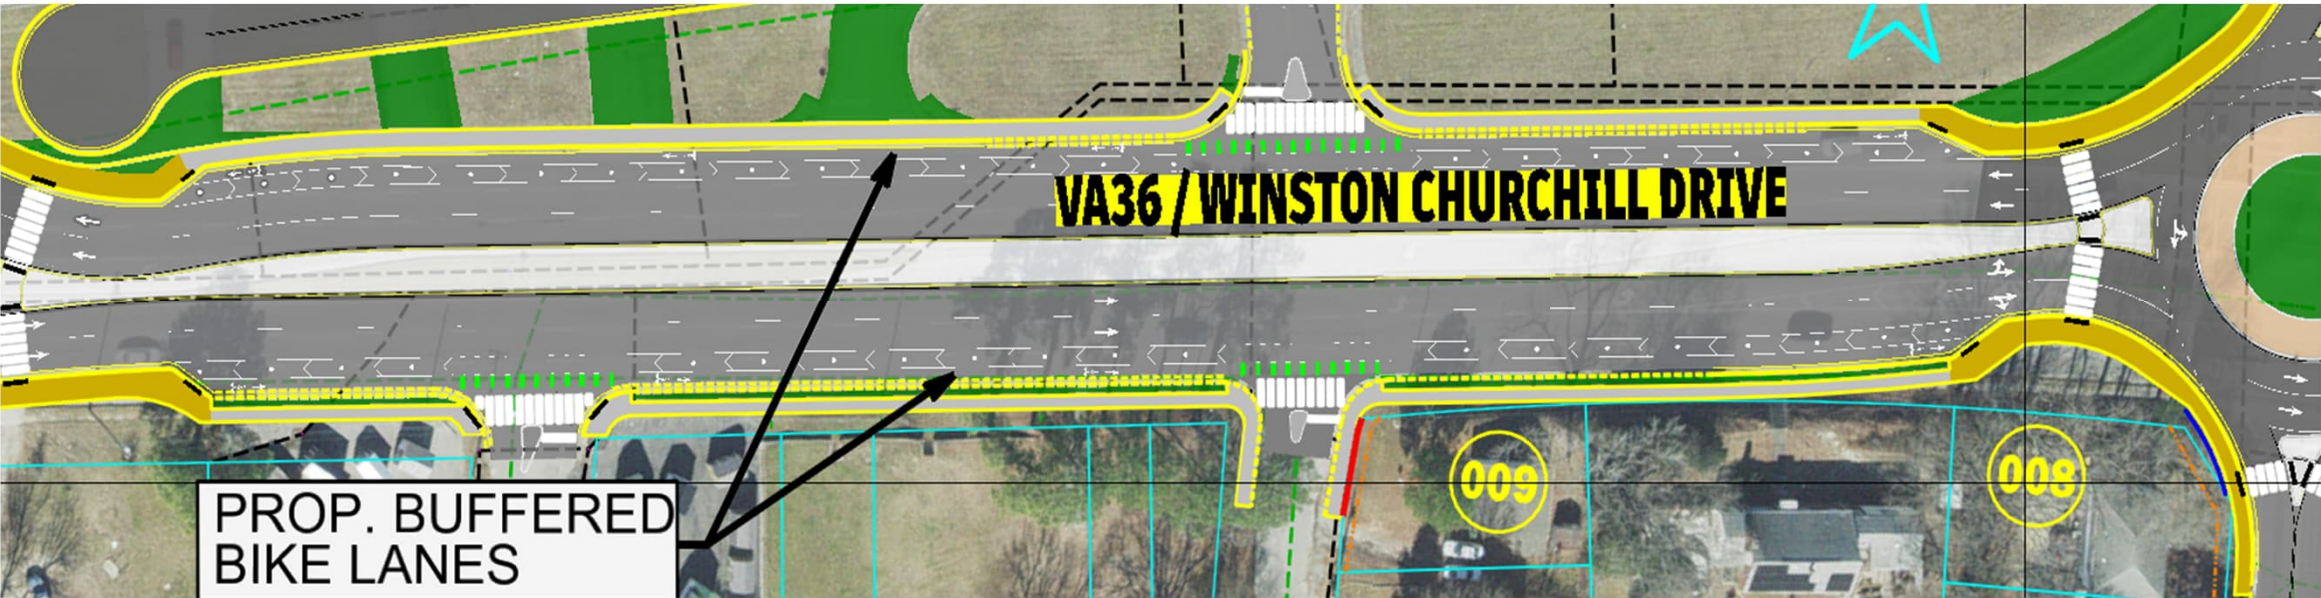 VA36 / WINSTON CHURCHILL DRIVE
009
008
PROP. BUFFERED
BIKE LANES